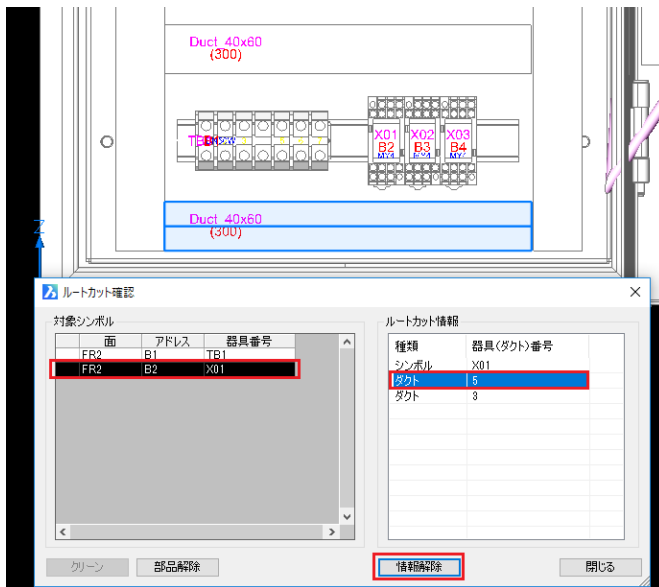 Duct_40x60
(300)
X01 X02 X03
B2 B3 B4
MY4 MY4
Duct_40x60
(300)
Z
ルートカット確認
対象シンボル
面 アドレス 器具番号
FR2 B1 TB1
FR2 B2 X01
ルートカット情報
種類 器具(ダクト)番号
シンボル X01
ダクト 5
ダクト 3
クリーン 部品解除 情報解除 閉じる